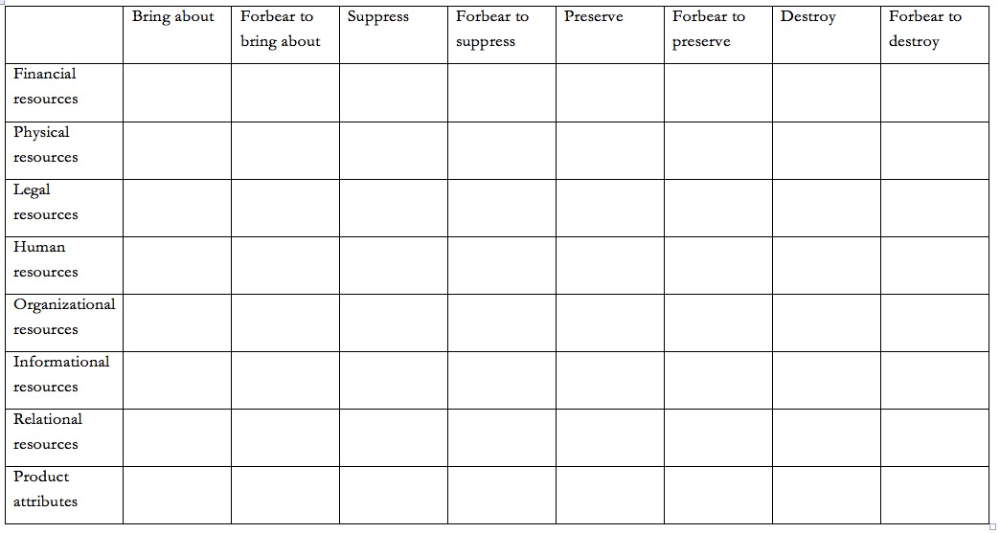 Bring about
Forbear to
bring about
Suppress
Forbear to
suppress
Preserve
Forbear to
preserve
Destroy
Forbear to
destroy
Financial
resources
Physical
resources
Legal
resources
Human
resources
Organizational
resources
Informational
resources
Relational
resources
Product
attributes